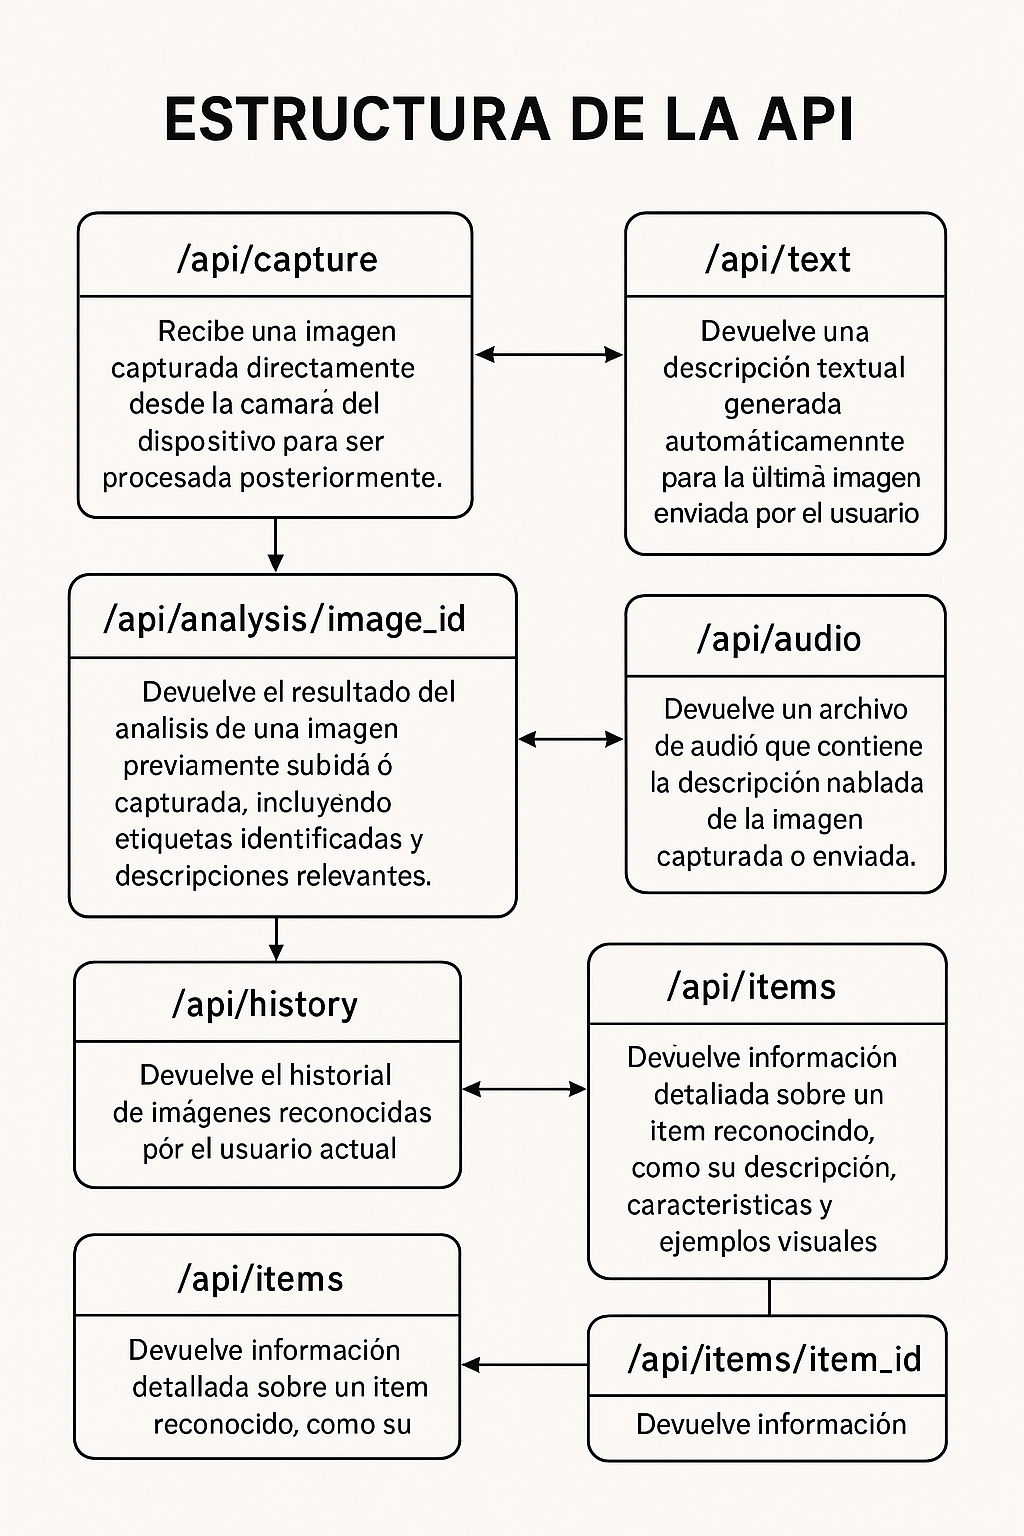 ESTRUCTURA DE LA API
/api/capture
Recibe una imagen
capturada directamente
desde la camará del
dispositivo para ser
procesada posteriormente.
/api/text
Devuelve una
descripción textual
generada
automáticamennte
para la ültimà imagen
enviada por el usuario
/api/analysis/image_id
Devuelve el resultado del
analisis de una imagen
previamente subidá ó
capturada, incluyėndo
etiquetas identificadas y
descripciones relevantes.
/api/audio
Devuelve un archivo
de audió que contiene
la descripción nablada
de la imagen
capturada o enviada.
/api/history
Devuelve el historial
de imágenes reconocidas
pór el usuario actual
/api/items
Devuelve información
detaliada sobre un
item reconocindo,
como su descripción,
caracteristicas y
ejemplos visuales
/api/items
Devuelve información
detallada sobre un item
reconocido, como su
/api/items/item_id
Devuelve información